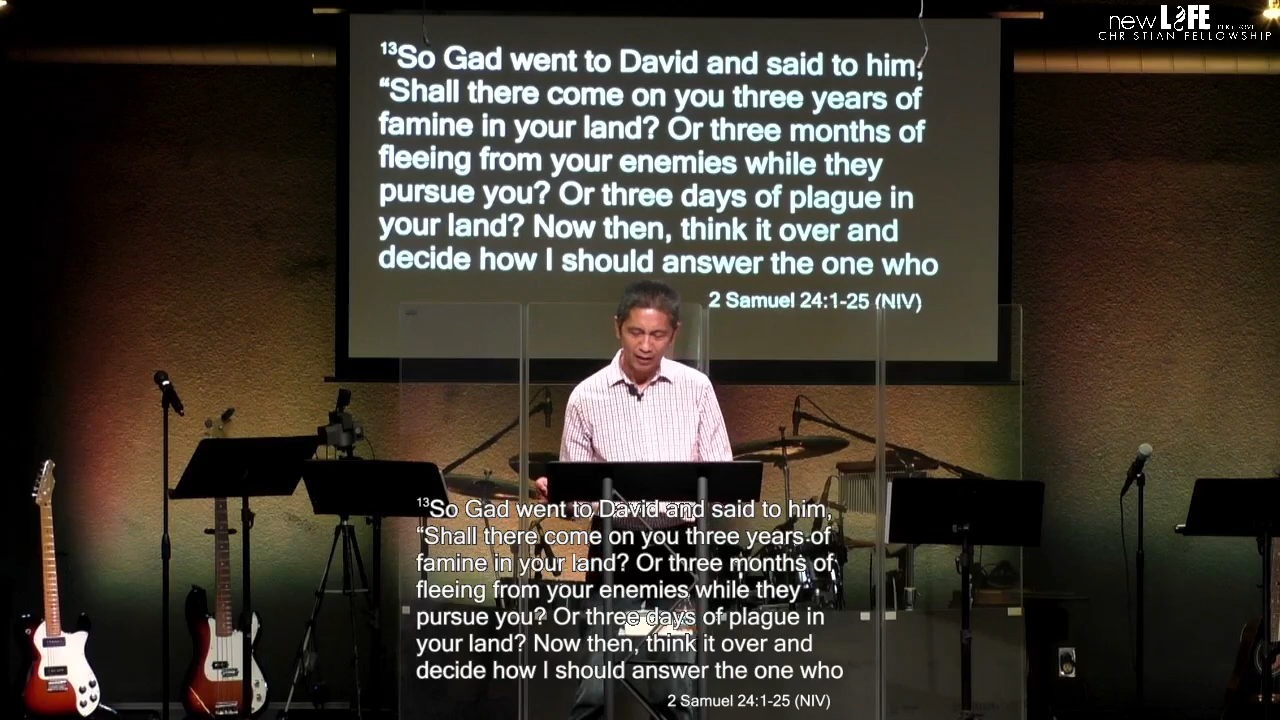 new LIFE
CHRISTIAN FELLOWSHIP
13So Gad went to David and said to him,
“Shall there come on you three years of
famine in your land? Or three months of
fleeing from your enemies while they
pursue you? Or three days of plague in
your land? Now then, think it over and
decide how I should answer the one who
2 Samuel 24:1-25 (NIV)
13So Gad went to David and said to him,
“Shall there come on you three years of
famine in your land? Or three months of
fleeing from your enemies while they
pursue you? Or three days of plague in
your land? Now then, think it over and
decide how I should answer the one who
2 Samuel 24:1-25 (NIV)